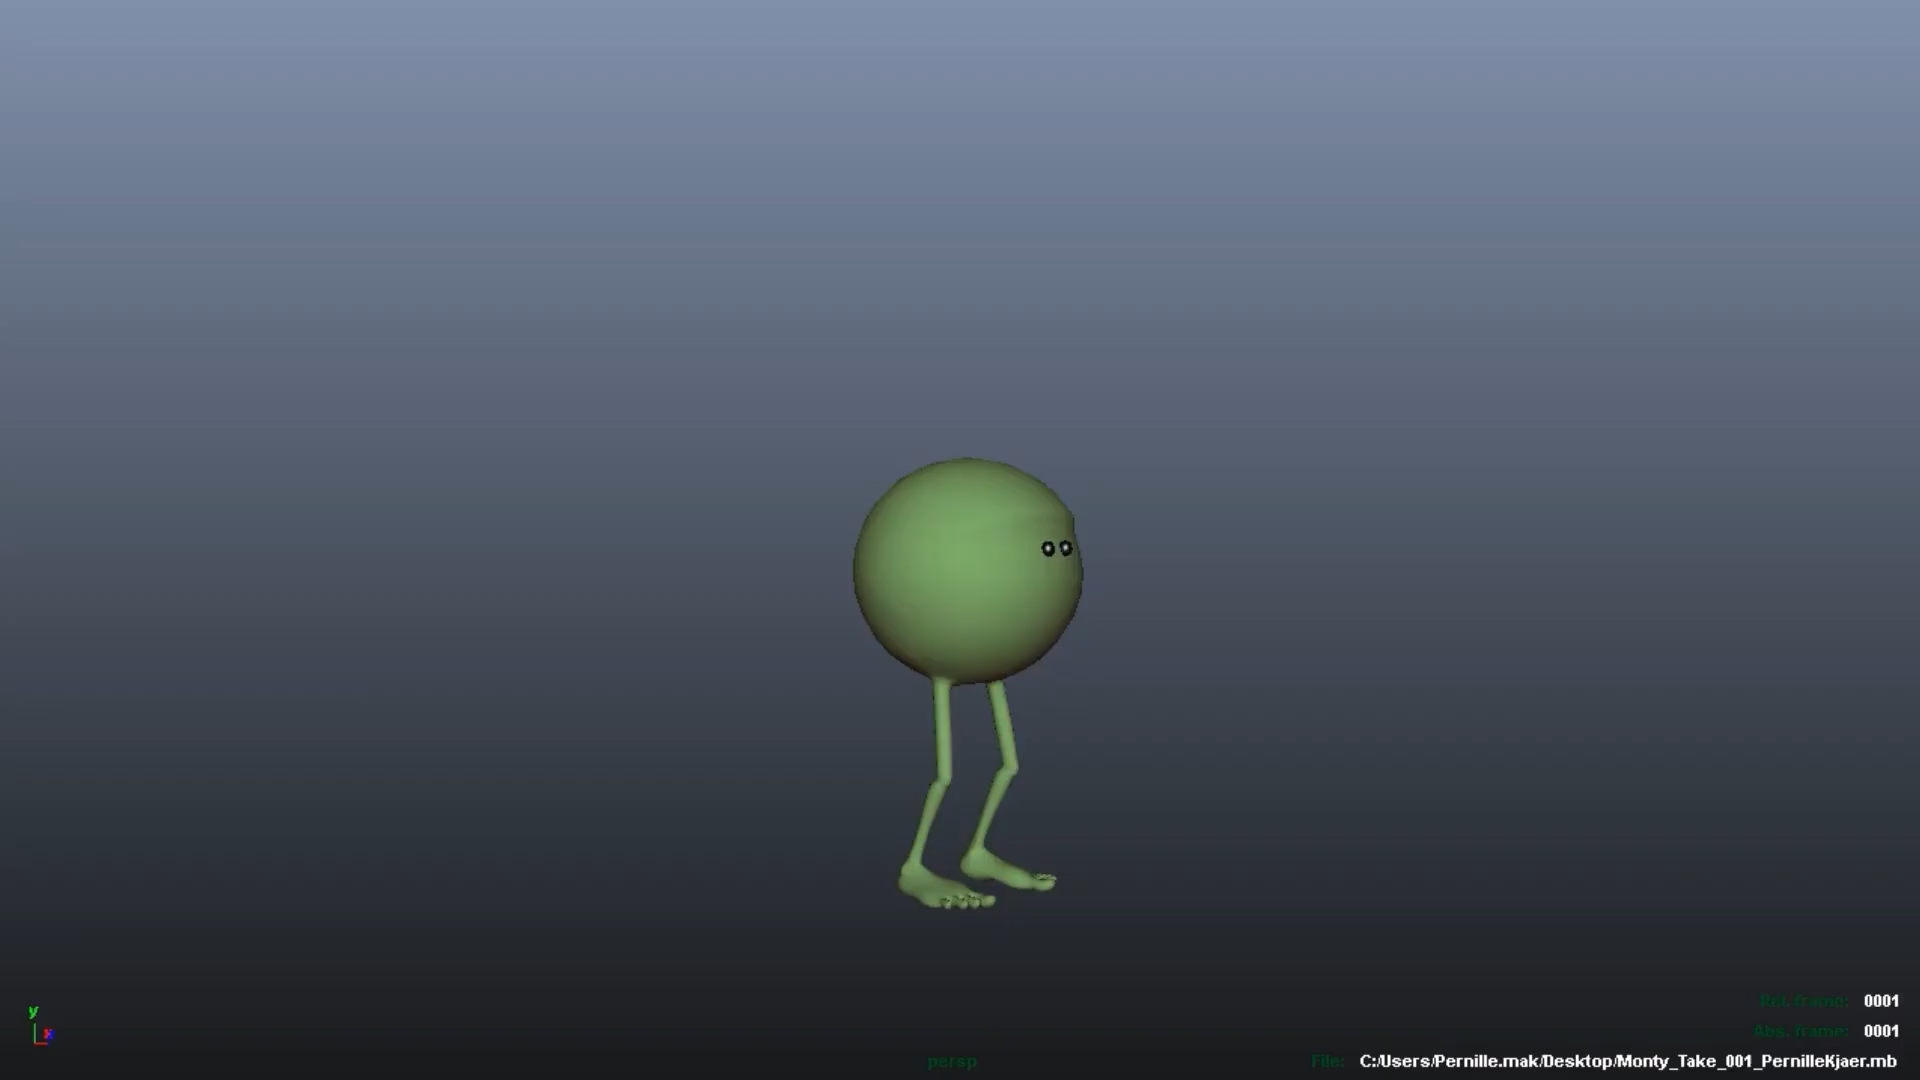 y
x
Rel. frame: 0001
Abs. frame: 0001
persp
File: C:/Users/Pernille.mak/Desktop/Monty_Take_001_PernilleKjaer.mb